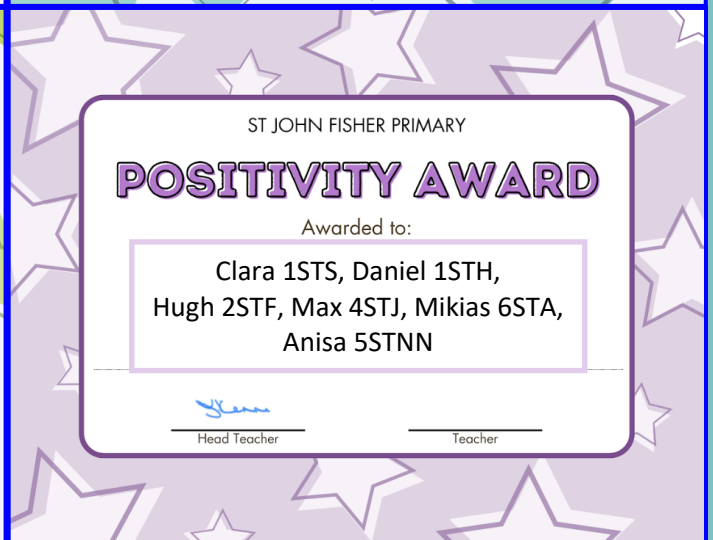 ST JOHN FISHER PRIMARY
POSITIVITY AWARD
Awarded to:
Clara 1STS, Daniel 1STH,
Hugh 2STF, Max 4STJ, Mikias 6STA,
Anisa 5STNN
Head Teacher
Teacher